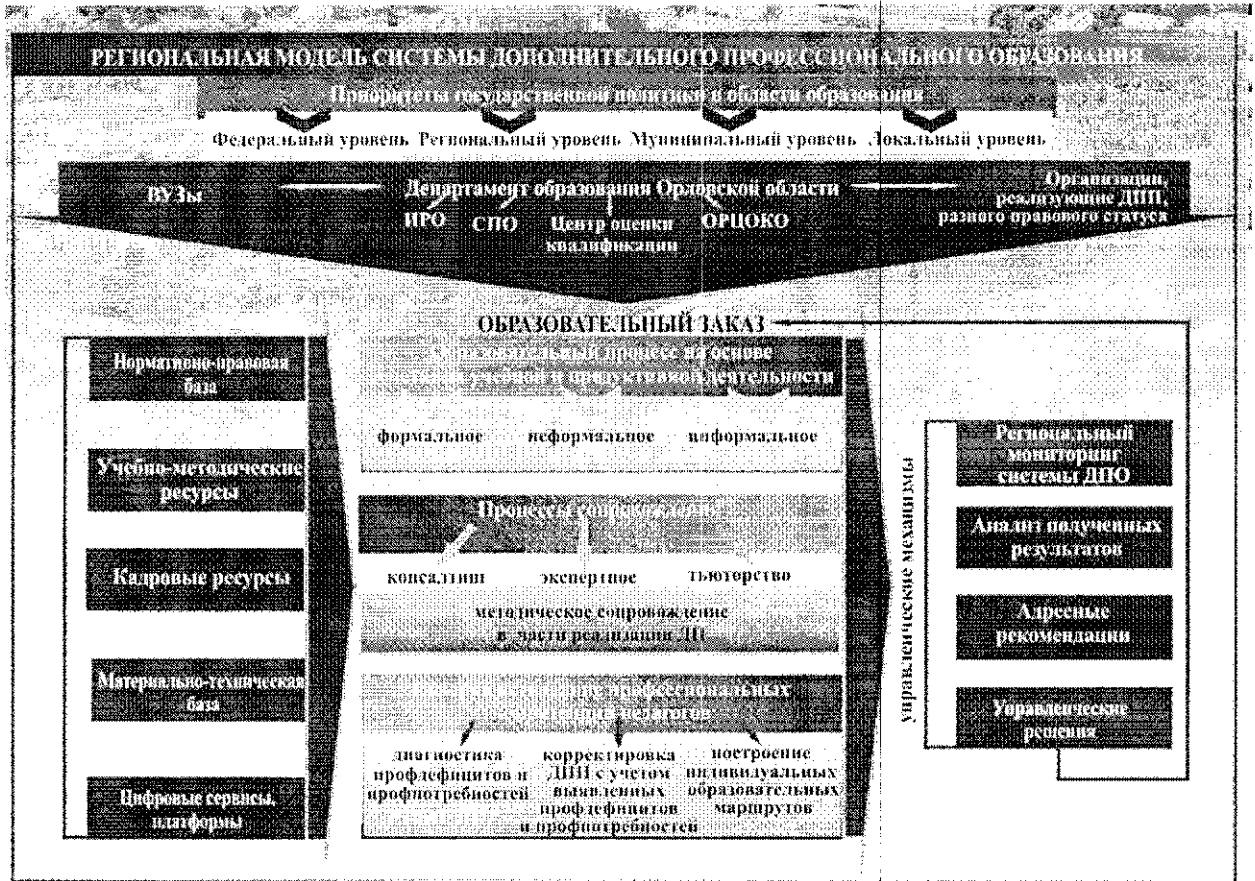 РЕГИОНАЛЬНАЯ МОДЕЛЬ СИСТЕМЫ ДОПОЛНИТЕЛЬНОГО ПРОФЕССИОНАЛЬНОГО ОБРАЗОВАНИЯ
Приоритеты государственной политики в области образования
Федеральный уровень Региональный уровень Муниципальный уровень Локальный уровень
ВУЗы
Департамент образования Орловской области
ИРО
СПО
Центр оценки
квалификации
ОРЦОКО
Организации,
реализующие ДПП,
разного правового статуса
ОБРАЗОВАТЕЛЬНЫЙ ЗАКАЗ
Нормативно-правовая
база
Учебно-методические
ресурсы
Кадровые ресурсы
Материально-техническая
база
Цифровые сервисы,
платформы
процесс на основе
и продуктивной деятельности
формальное неформальное информальное
Процессы сопровождения
консалтинг экспертное тьюторство
методическое сопровождение
в части реализации
профессиональных
педагогов
диагностика
профдефицитов и
профпотребностей
корректировка
ДПП с учетом
выявленных
профдефицитов
и профпотребностей
построение
индивидуальных
образовательных
маршрутов
управленческие механизмы
Региональный
мониторинг
системы ДПО
Анализ полученных
результатов
Адресные
рекомендации
Управленческие
решения